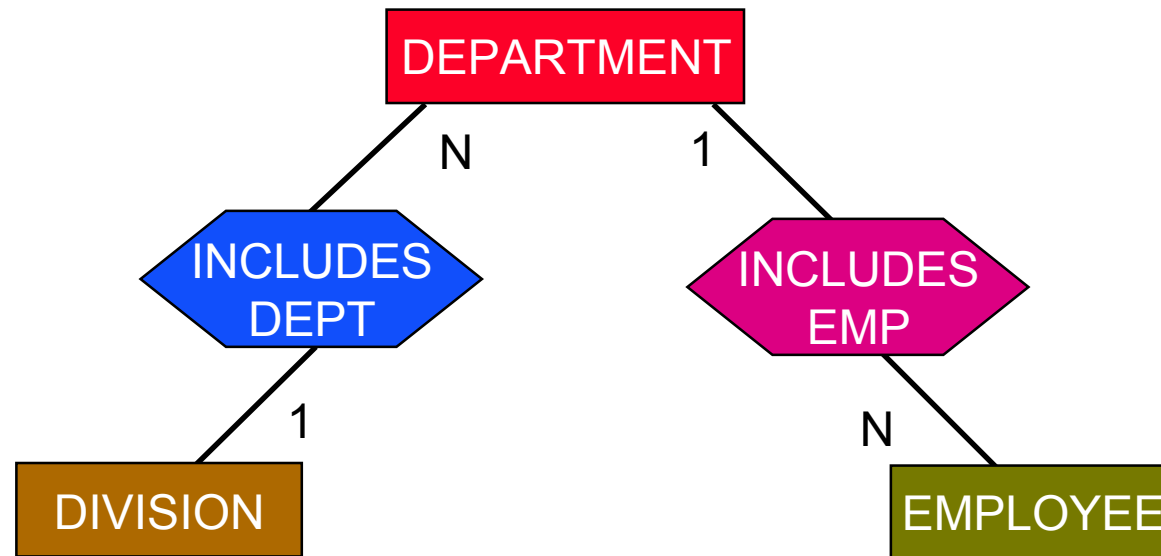 DEPARTMENT
N
1
INCLUDES
DEPT
INCLUDES
EMP
1
N
DIVISION
EMPLOYEE